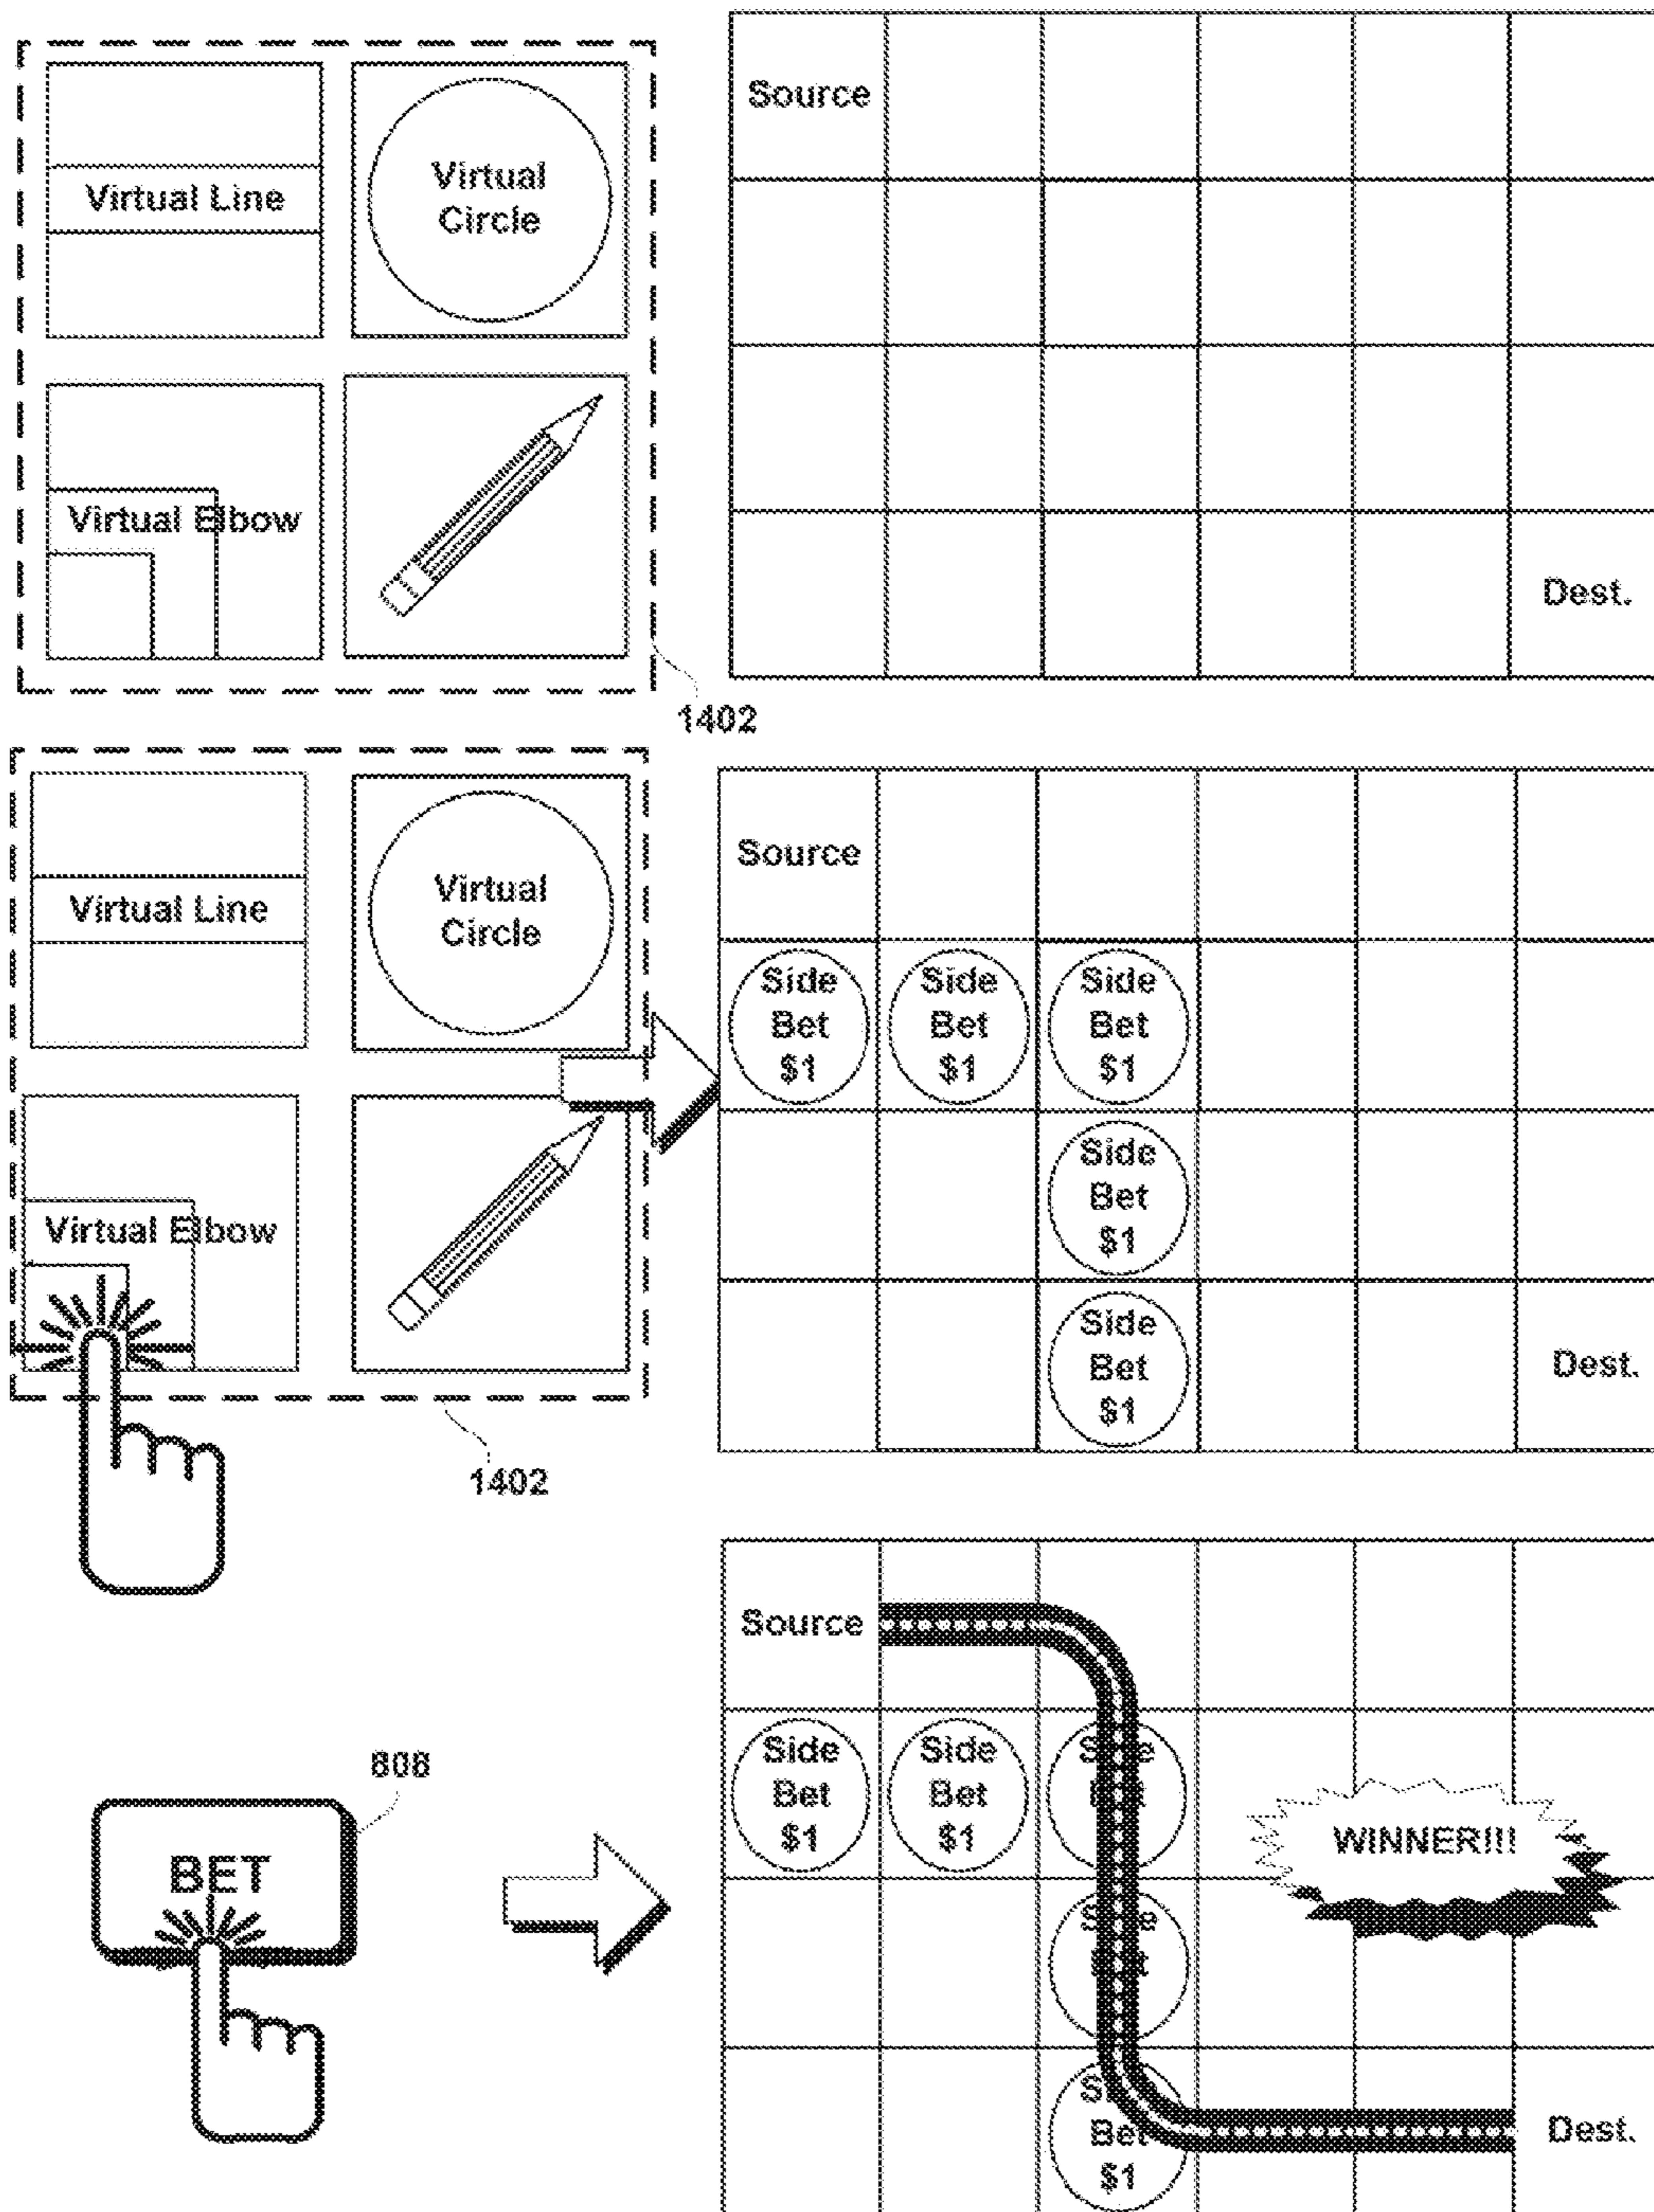 Source
Virtual Line
Virtual
Circle
Virtual Elbow
Dest.
1402
Source
Virtual Line
Virtual
Circle
Side
Bet
$1
Side
Bet
$1
Side
Bet
$1
Virtual Elbow
Side
Bet
$1
Side
Bet
$1
Dest.
1402
Source
808
BET
Side
Bet
$1
Side
Bet
$1
WINNER!!!
Bet
$1
Dest.